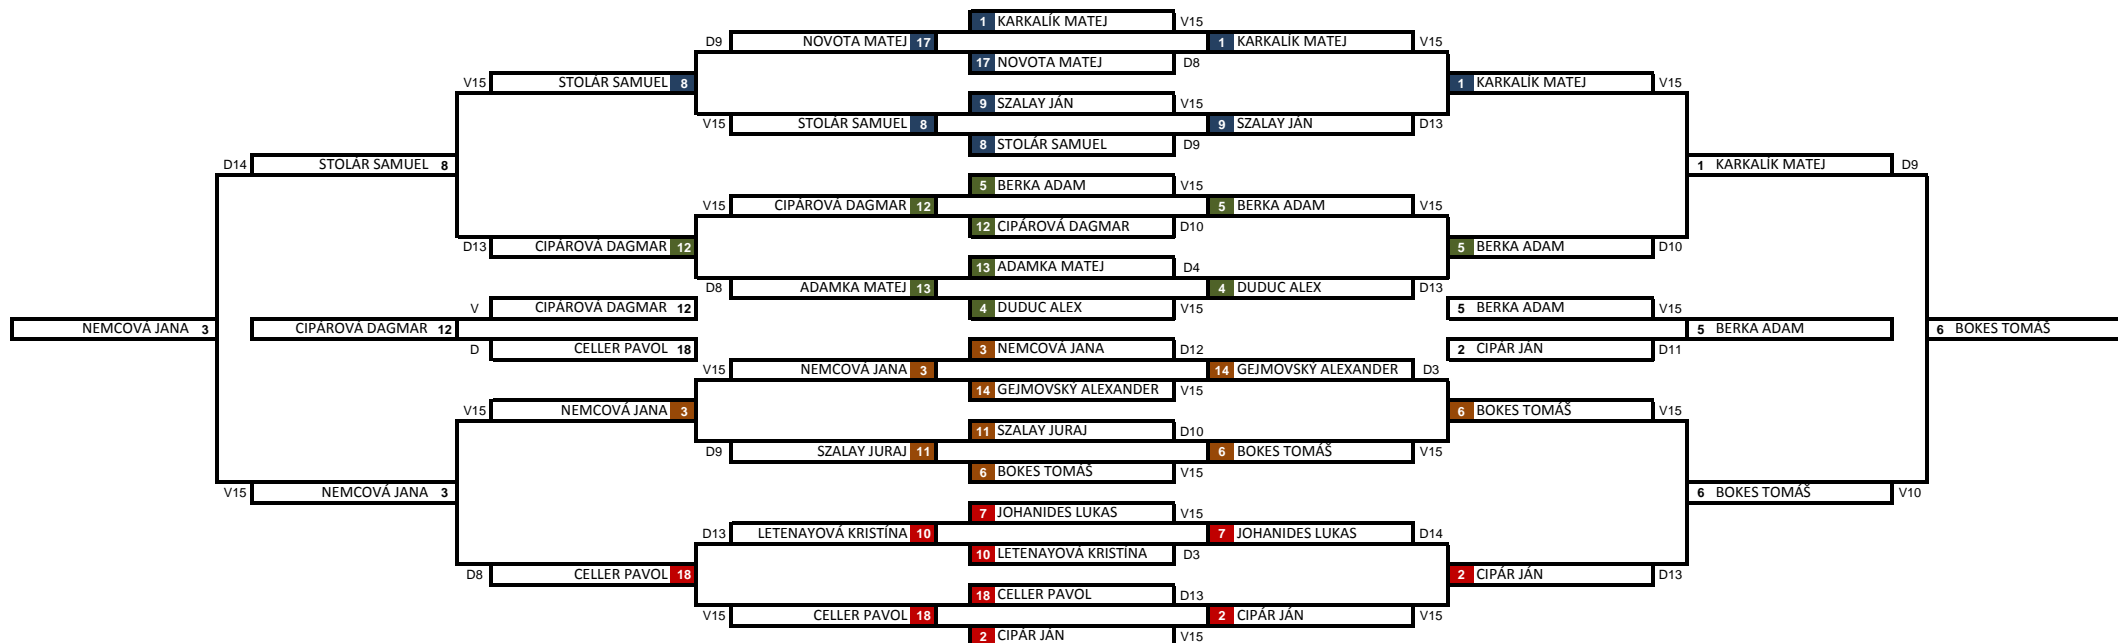 1 KARKALÍK MATEJ V15
D9 NOVOTA MATEJ 17 1 KARKALÍK MATEJ V15
17 NOVOTA MATEJ D8
V15 STOLÁR SAMUEL 8 1 KARKALÍK MATEJ V15
9 SZALAY JÁN V15
V15 STOLÁR SAMUEL 8 9 SZALAY JÁN D13
8 STOLÁR SAMUEL D9
D14 STOLÁR SAMUEL 8 1 KARKALÍK MATEJ D9
5 BERKA ADAM V15
V15 CIPÁROVÁ DAGMAR 12 5 BERKA ADAM V15
12 CIPÁROVÁ DAGMAR D10
D13 CIPÁROVÁ DAGMAR 12 5 BERKA ADAM D10
13 ADAMKA MATEJ D4
D8 ADAMKA MATEJ 13 4 DUDUC ALEX D13
V CIPÁROVÁ DAGMAR 12 4 DUDUC ALEX V15 5 BERKA ADAM V15
NEMCOVÁ JANA 3 CIPÁROVÁ DAGMAR 12 5 BERKA ADAM 6 BOKES TOMÁŠ
D CELLER PAVOL 18 3 NEMCOVÁ JANA D12 2 CIPÁR JÁN D11
V15 NEMCOVÁ JANA 3 14 GEJMOVSKÝ ALEXANDER D3
14 GEJMOVSKÝ ALEXANDER V15
V15 NEMCOVÁ JANA 3 6 BOKES TOMÁŠ V15
11 SZALAY JURAJ D10
D9 SZALAY JURAJ 11 6 BOKES TOMÁŠ V15
6 BOKES TOMÁŠ V15
V15 NEMCOVÁ JANA 3 6 BOKES TOMÁŠ V10
7 JOHANIDES LUKAS V15
D13 LETENAYOVÁ KRISTÍNA 10 7 JOHANIDES LUKAS D14
10 LETENAYOVÁ KRISTÍNA D3
D8 CELLER PAVOL 18 2 CIPÁR JÁN D13
18 CELLER PAVOL D13
V15 CELLER PAVOL 18 2 CIPÁR JÁN V15
2 CIPÁR JÁN V15